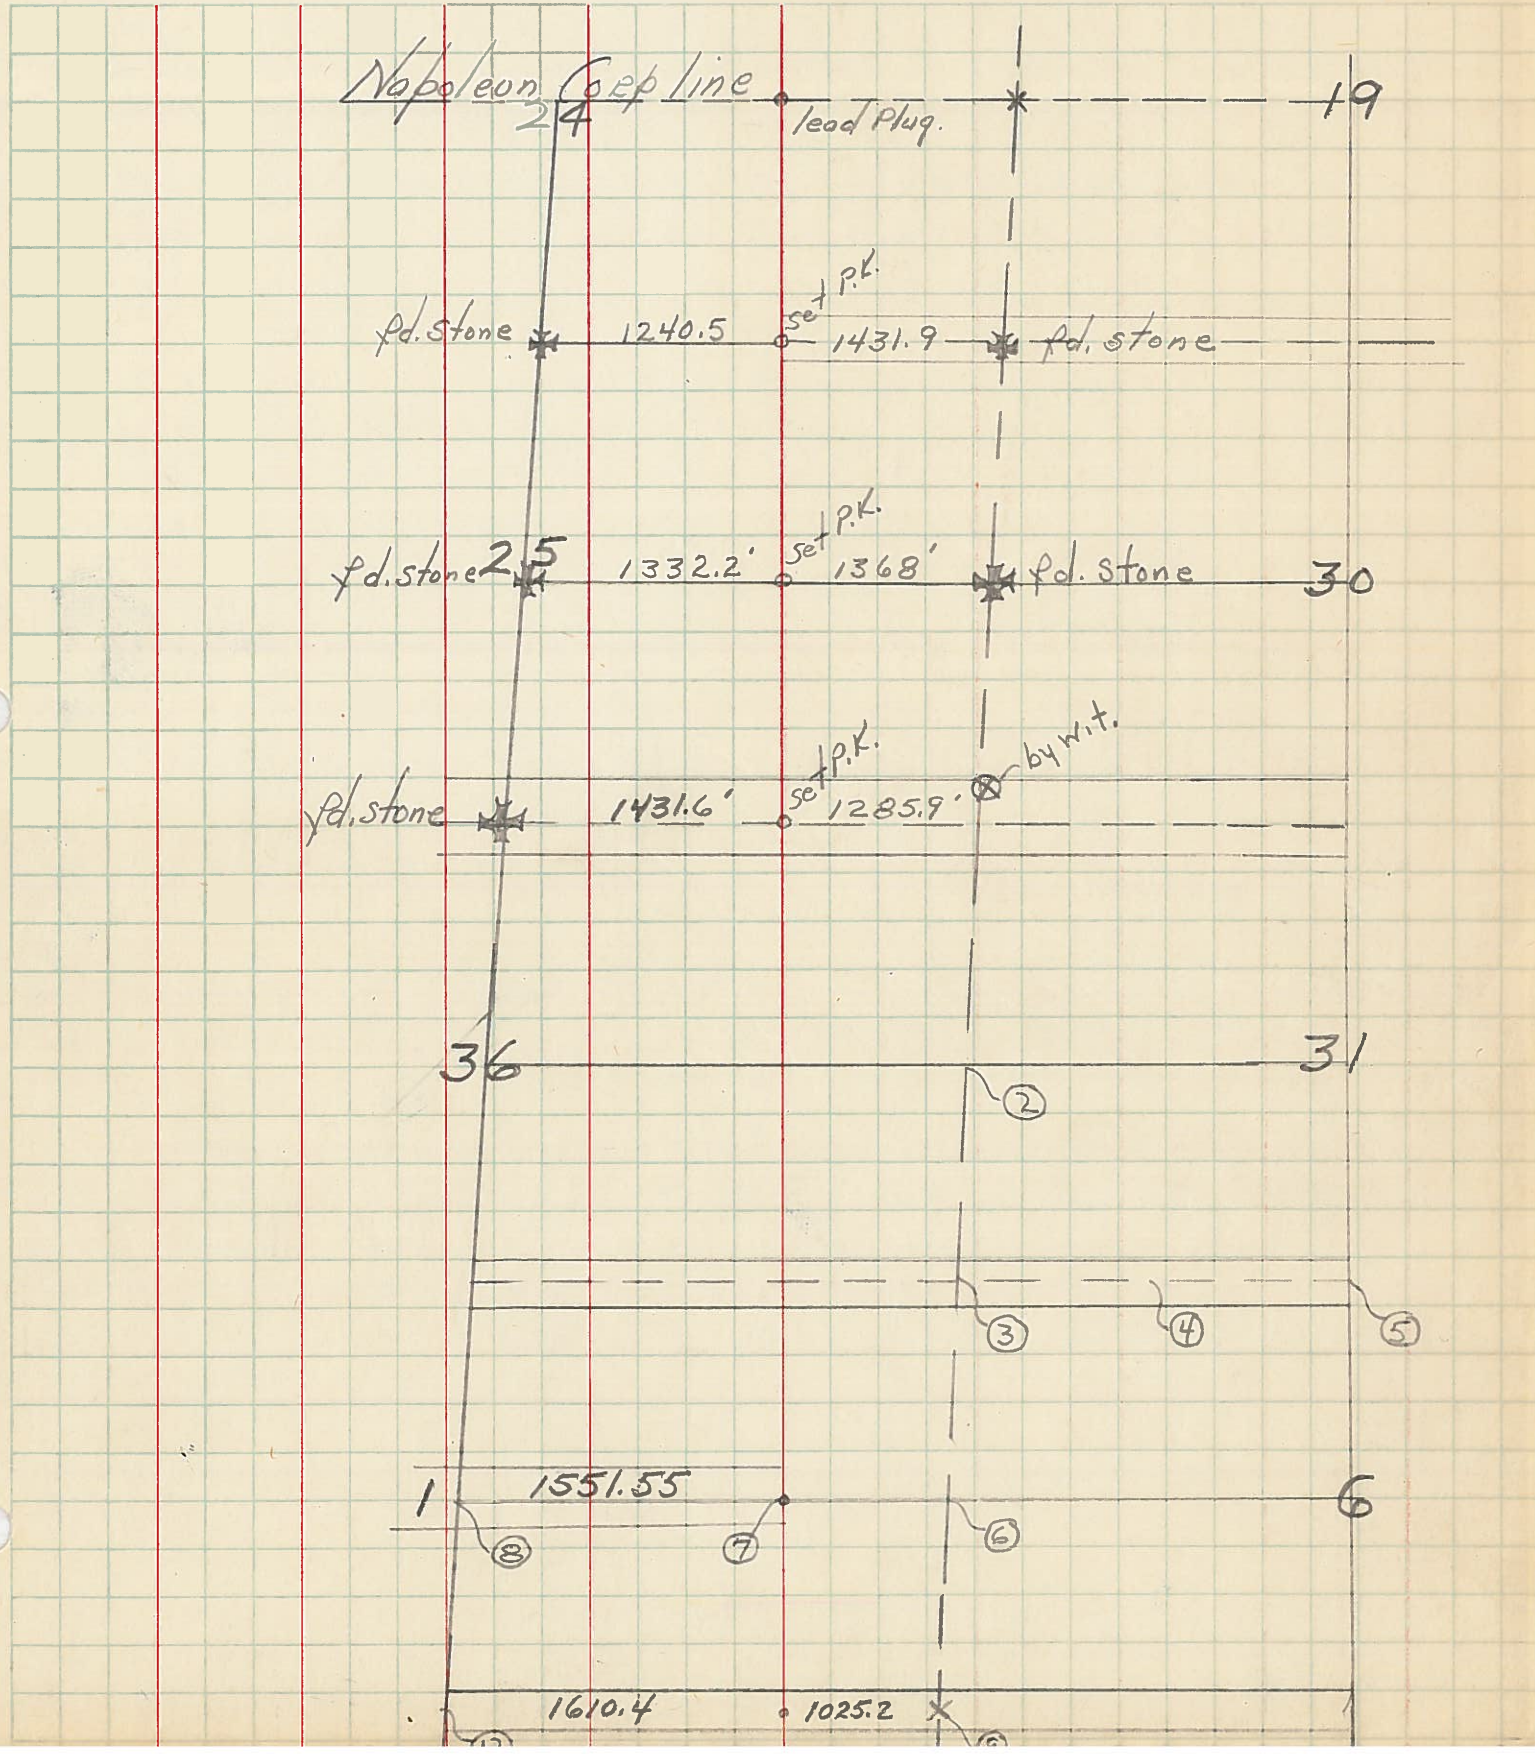 Napoleon Corp line
24
lead Plug.
19
fd. stone
1240.5
set P.K.
1431.9
fd. stone
fd. stone
25
1332.2'
set P.K.
1368'
fd. stone
30
by wit.
fd. stone
1431.6'
set P.K.
1285.9'
36
31
2
3
4
5
1
1551.55
6
8
7
6
1610.4
1025.2